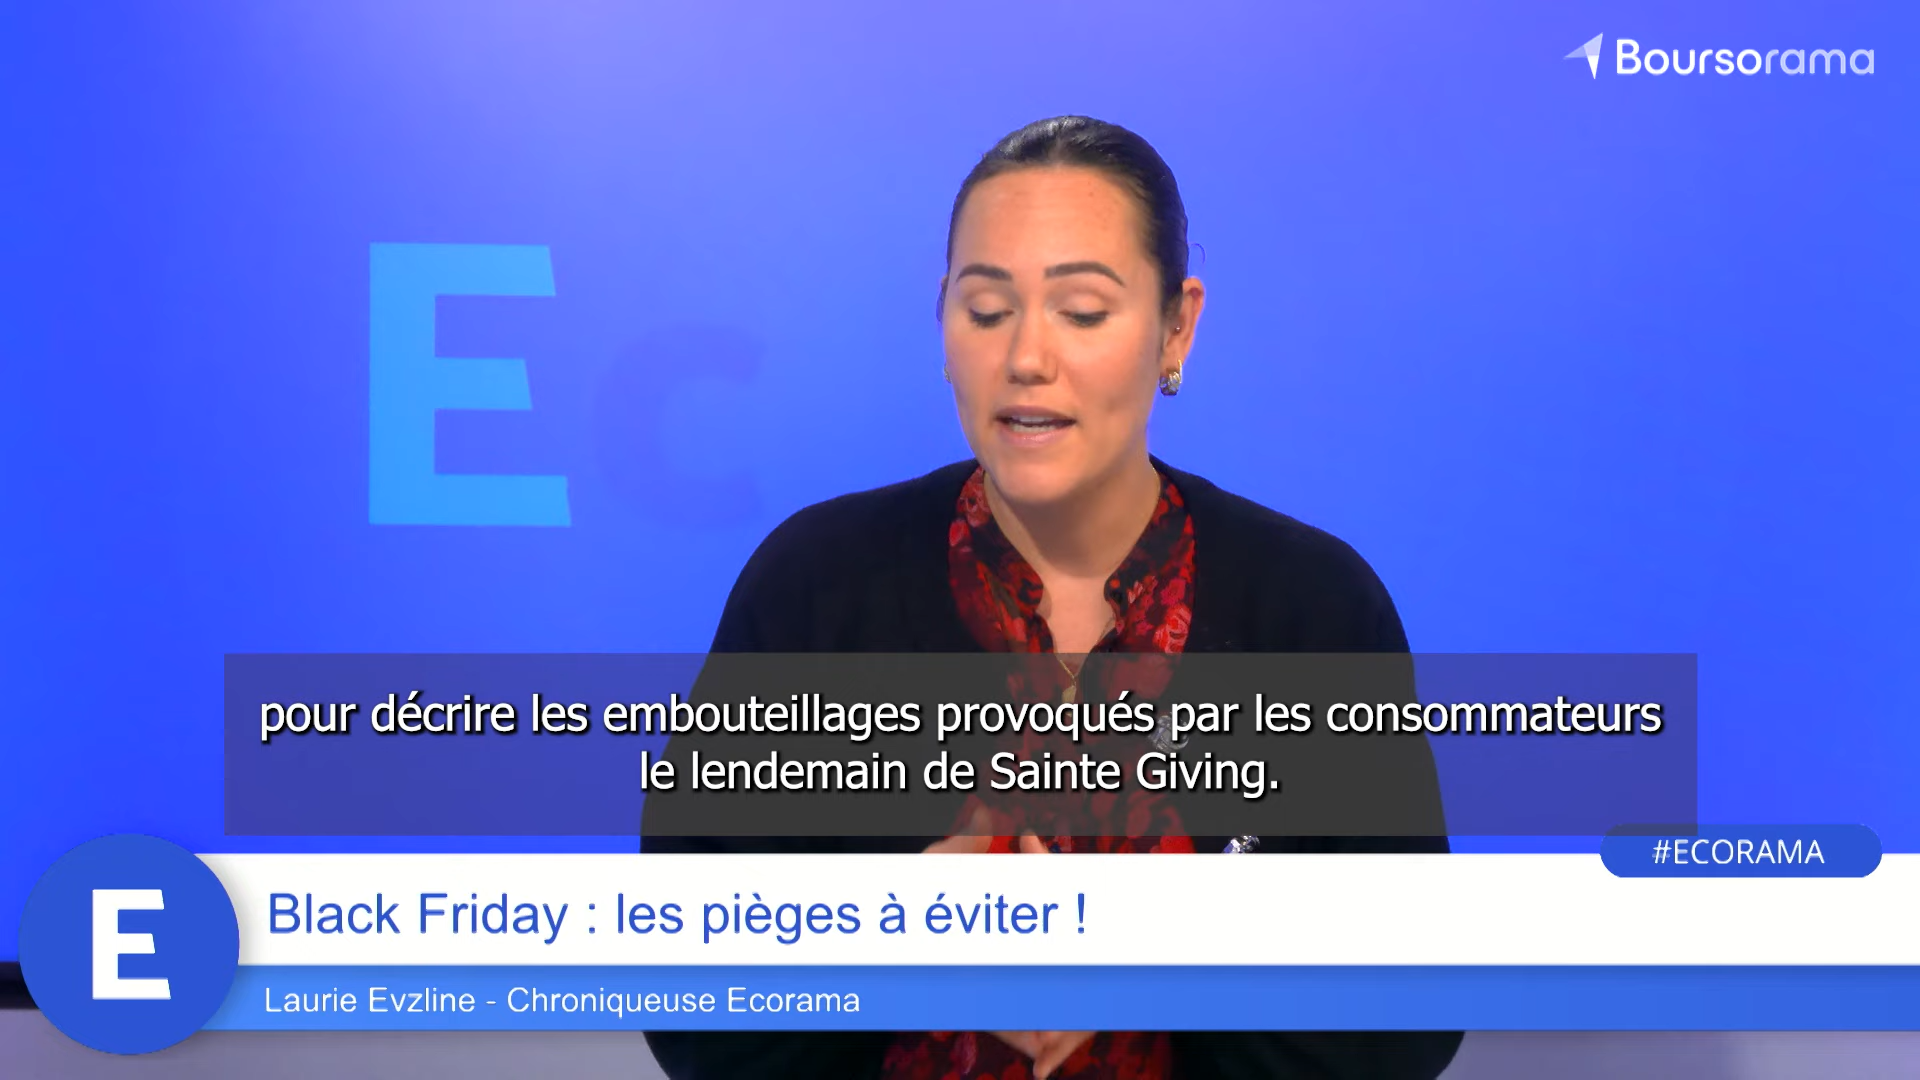 Boursorama
Ec
pour décrire les embouteillages provoqués par les consommateurs
le lendemain de Sainte Giving.
#ECORAMA
E
Black Friday : les pièges à éviter !
Laurie Evzline - Chroniqueuse Ecorama